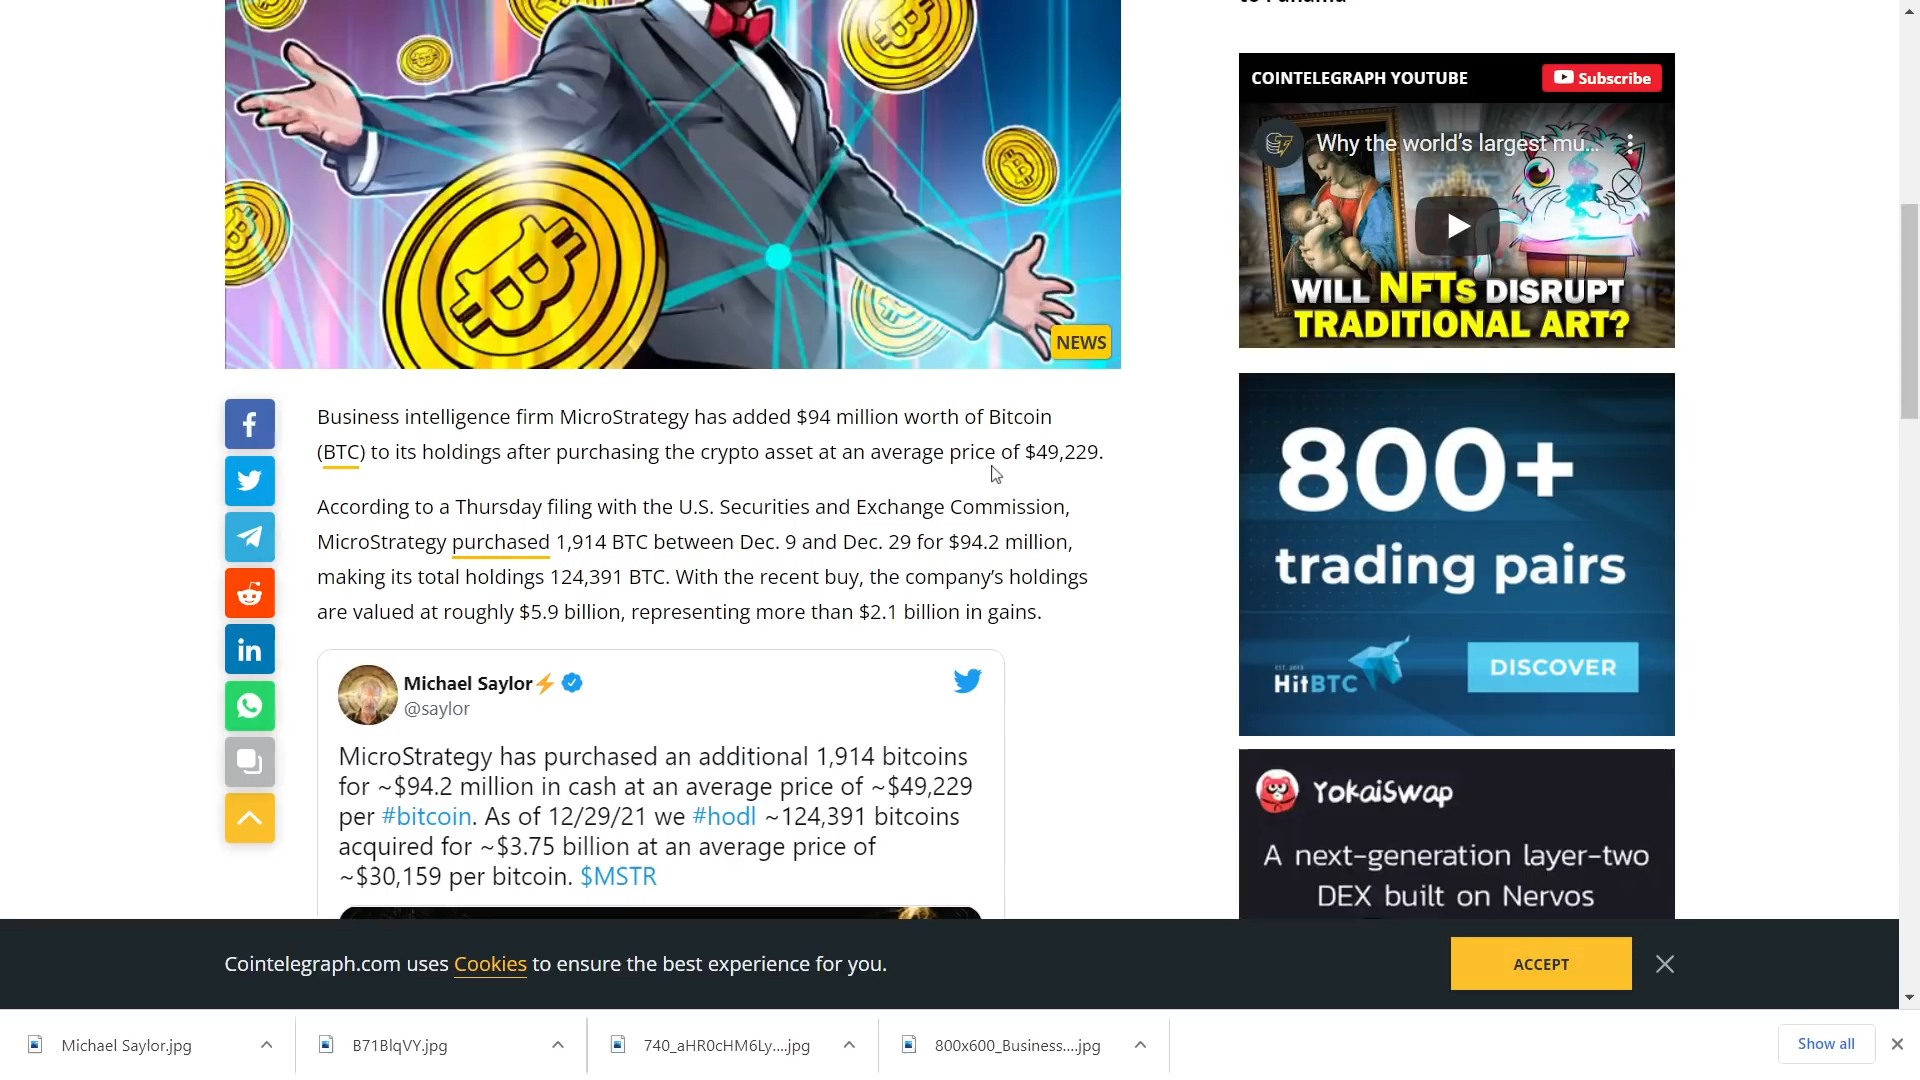 to Panama
COINTELEGRAPH YOUTUBE
Subscribe
Why the world’s largest mu...
WILL NFTs DISRUPT
TRADITIONAL ART?
NEWS
Business intelligence firm MicroStrategy has added $94 million worth of Bitcoin
(BTC) to its holdings after purchasing the crypto asset at an average price of $49,229.
According to a Thursday filing with the U.S. Securities and Exchange Commission,
MicroStrategy purchased 1,914 BTC between Dec. 9 and Dec. 29 for $94.2 million,
making its total holdings 124,391 BTC. With the recent buy, the company’s holdings
are valued at roughly $5.9 billion, representing more than $2.1 billion in gains.
Michael Saylor⚡
@saylor
MicroStrategy has purchased an additional 1,914 bitcoins
for ~$94.2 million in cash at an average price of ~$49,229
per #bitcoin. As of 12/29/21 we #hodl ~124,391 bitcoins
acquired for ~$3.75 billion at an average price of
~$30,159 per bitcoin. $MSTR
800+
trading pairs
EST. 2013
HitBTC
DISCOVER
YokaiSwap
A next-generation layer-two
DEX built on Nervos
Cointelegraph.com uses Cookies to ensure the best experience for you.
ACCEPT
Michael Saylor.jpg
B71BlqVY.jpg
740_aHR0cHM6Ly....jpg
800x600_Business....jpg
Show all